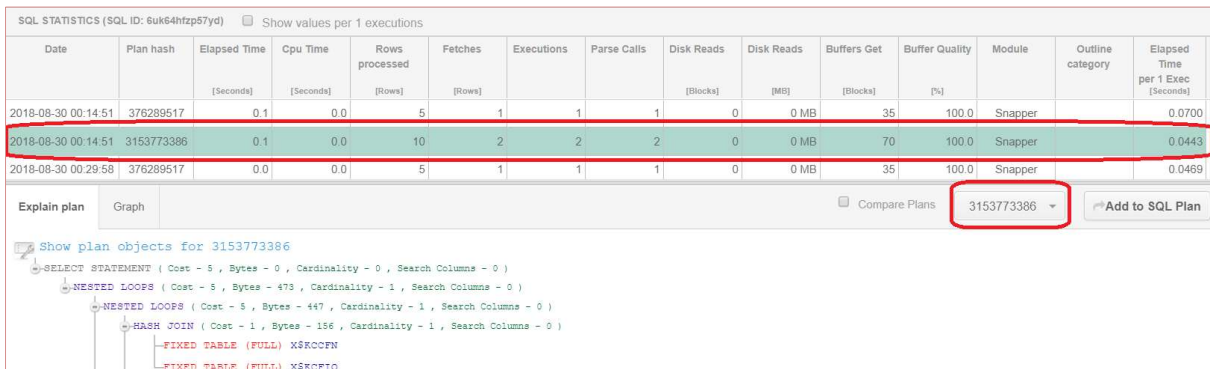 SQL STATISTICS (SQL ID: 6uk64hfzp57yd) Show values per 1 executions
Date Plan hash Elapsed Time Cpu Time Rows processed Fetches Executions Parse Calls Disk Reads Disk Reads Buffers Get Buffer Quality Module Outline category Elapsed Time per 1 Exec
[Seconds] [Seconds] [Rows] [Rows] [Blocks] [MB] [Blocks] [%] [Seconds]
2018-08-30 00:14:51 376289517 0.1 0.0 5 1 1 1 0 0 MB 35 100.0 Snapper 0.0700
2018-08-30 00:14:51 3153773386 0.1 0.0 10 2 2 2 0 0 MB 70 100.0 Snapper 0.0443
2018-08-30 00:29:58 376289517 0.0 0.0 5 1 1 1 0 0 MB 35 100.0 Snapper 0.0469
Explain plan Graph Compare Plans 3153773386 Add to SQL Plan
Show plan objects for 3153773386
SELECT STATEMENT ( Cost - 5 , Bytes - 0 , Cardinality - 0 , Search Columns - 0 )
NESTED LOOPS ( Cost - 5 , Bytes - 473 , Cardinality - 1 , Search Columns - 0 )
NESTED LOOPS ( Cost - 5 , Bytes - 447 , Cardinality - 1 , Search Columns - 0 )
HASH JOIN ( Cost - 1 , Bytes - 156 , Cardinality - 1 , Search Columns - 0 )
FIXED TABLE (FULL) X$KCCFN
FIXED TABLE (FULL) X$KCFIO